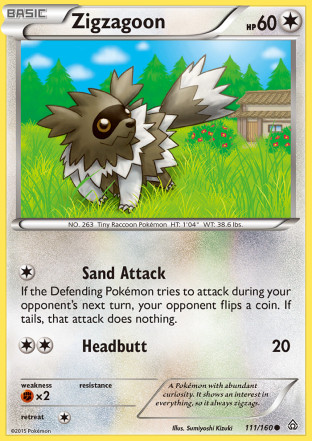 BASIC
Zigzagoon
HP 60
NO. 263  Tiny Raccoon Pokémon  HT: 1'04"  WT: 38.6 lbs.
Sand Attack
If the Defending Pokémon tries to attack during your
opponent's next turn, your opponent flips a coin. If
tails, that attack does nothing.
Headbutt 20
weakness
resistance
×2
A Pokémon with abundant
curiosity. It shows an interest in
everything, so it always zigzags.
retreat
Illus. Sumiyoshi Kizuki
111/160
©2015 Pokémon